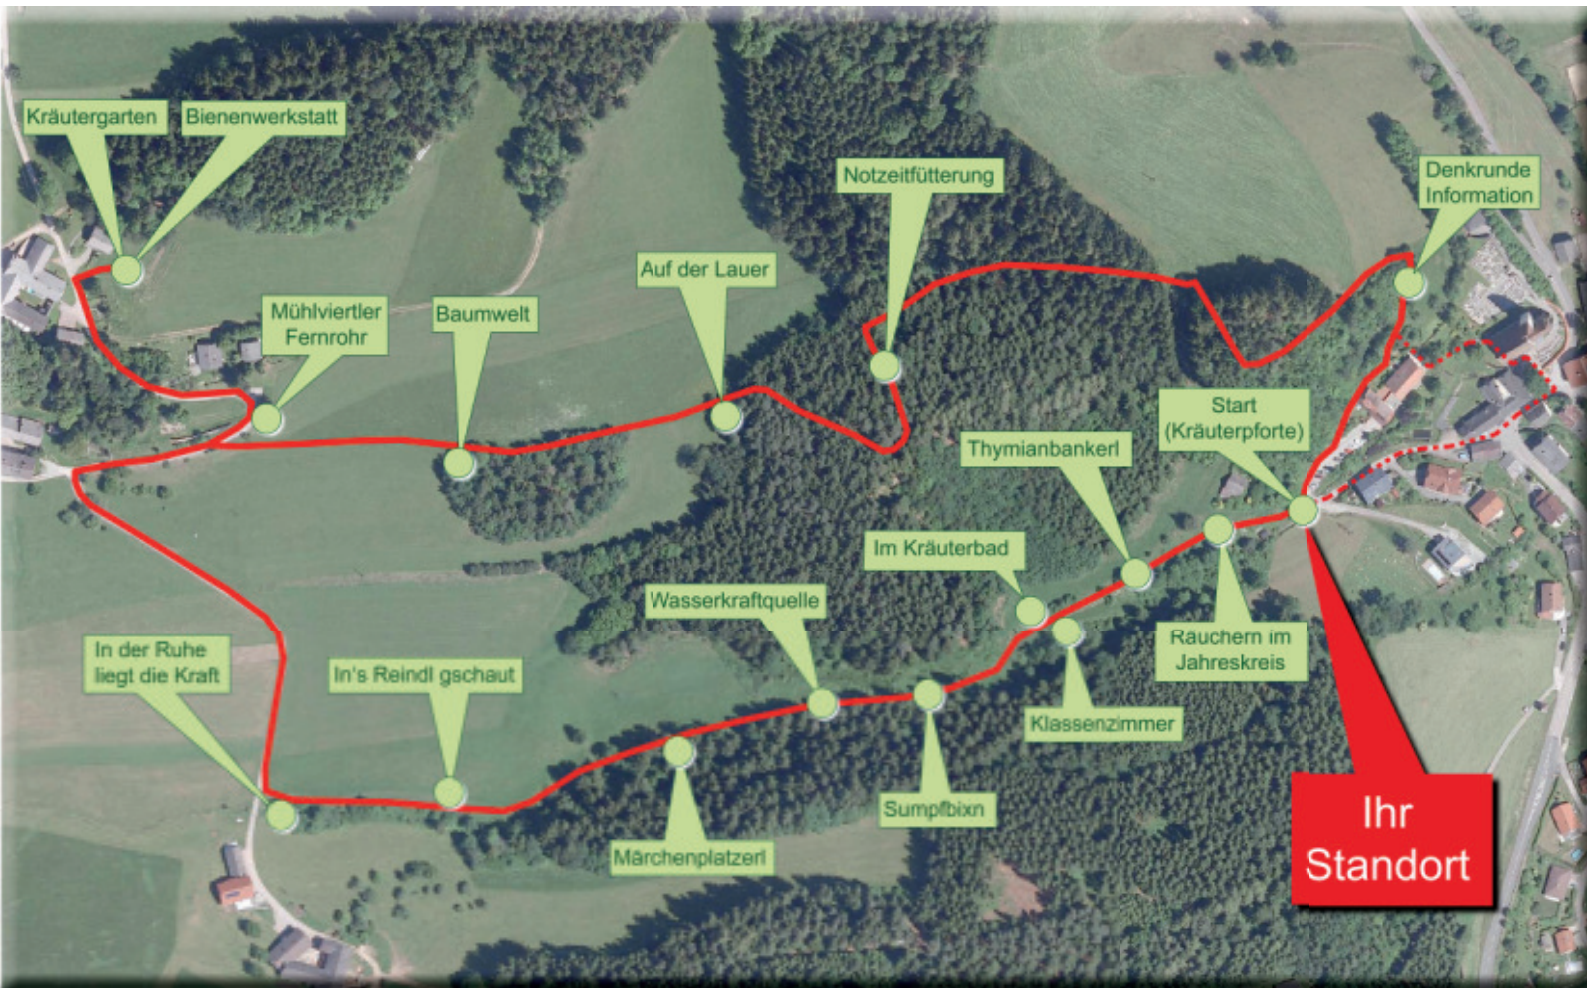 Kräutergarten
Bienenwerkstatt
Mühlviertler
Fernrohr
Baumwelt
Auf der Lauer
Notzeitfütterung
Denkrunde
Information
Start
(Kräuterpforte)
Thymianbankerl
Im Kräuterbad
Wasserkraftquelle
Räuchern im
Jahreskreis
In der Ruhe
liegt die Kraft
In's Reindl gschaut
Klassenzimmer
Sumpfbixn
Märchenplatzerl
Ihr
Standort